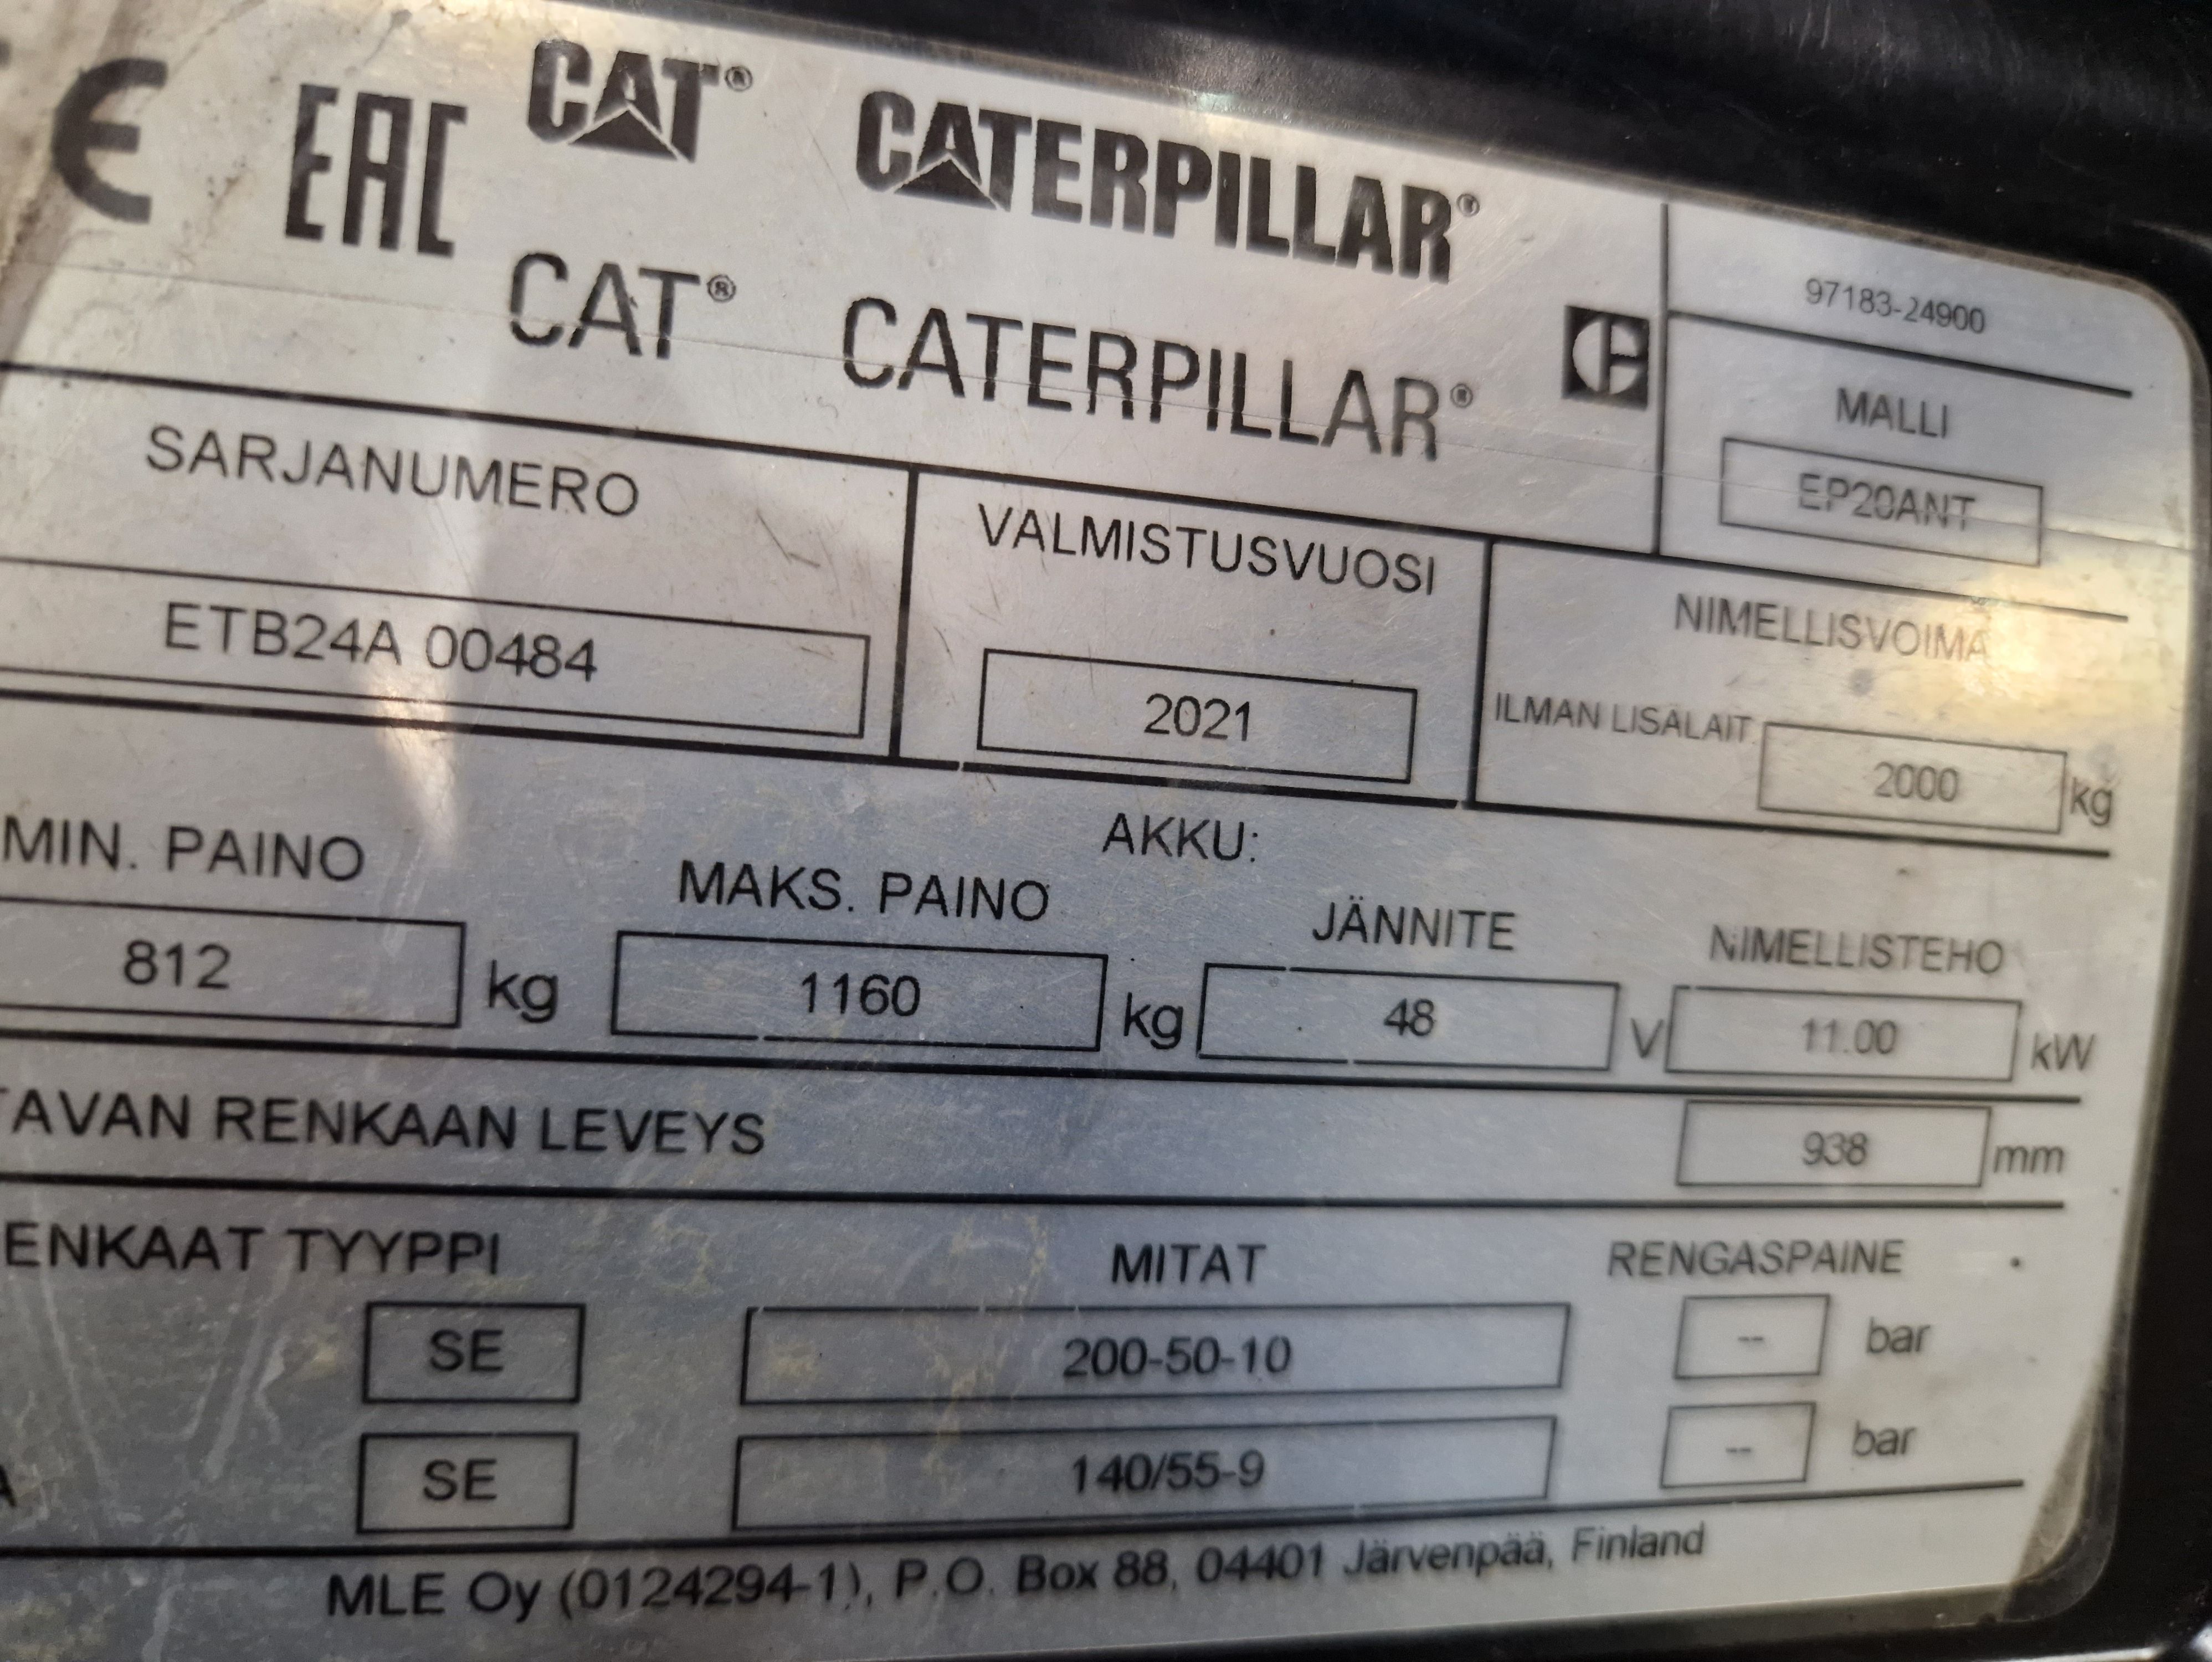 CE EAC CAT® CATERPILLAR®
CAT® CATERPILLAR®
97183-24900
MALLI
EP20ANT
SARJANUMERO
ETB24A 00484
VALMISTUSVUOSI
2021
NIMELLISVOIMA
ILMAN LISÄLAIT.
2000 kg
AKKU:
MIN. PAINO MAKS. PAINO JÄNNITE NIMELLISTEHO
812 kg 1160 kg 48 V 11.00 kW
TAVAN RENKAAN LEVEYS 938 mm
ENKAAT TYYPPI MITAT RENGASPAINE
SE 200-50-10 -- bar
A SE 140/55-9 -- bar
MLE Oy (0124294-1), P.O. Box 88, 04401 Järvenpää, Finland